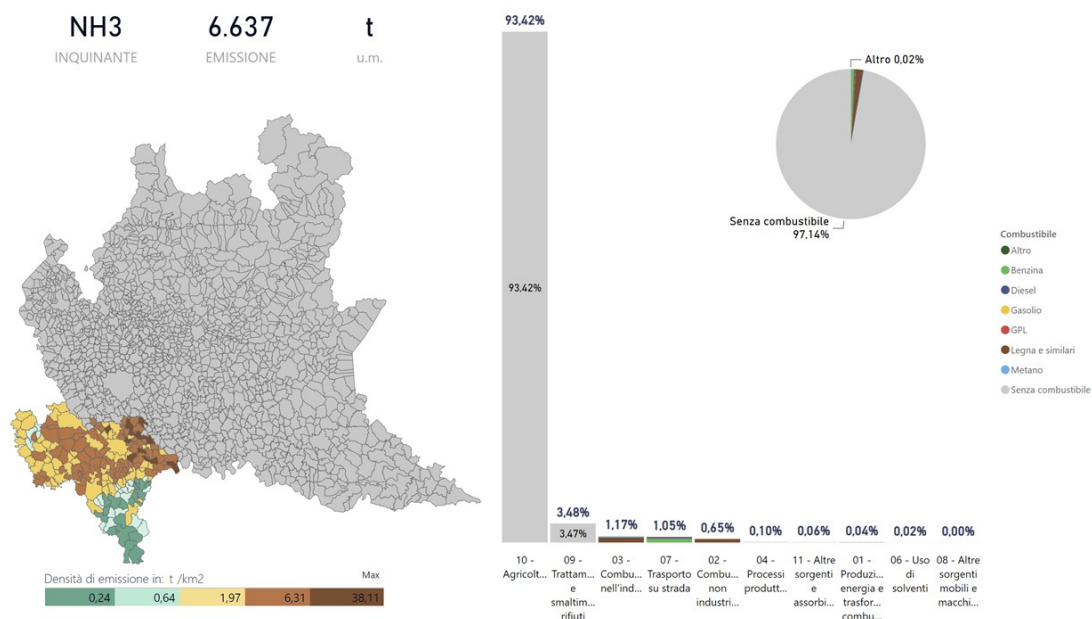 NH3
6.637
t
INQUINANTE
EMISSIONE
u.m.
Densità di emissione in: t /km2
Max
0,24
0,64
1,97
6,31
38,11
93,42%
93,42%
3,48%
3,47%
1,17%
1,05%
0,65%
0,10%
0,06%
0,04%
0,02%
0,00%
10 -
Agricolt...
09 -
Trattam...
e
smaltim...
rifiuti
03 -
Combu...
nell'ind...
07 -
Trasporto
su strada
02 -
Combu...
non
industri...
04 -
Processi
produtt...
11 - Altre
sorgenti
e
assorbi...
01 -
Produzi...
energia e
trasfor...
combu...
06 - Uso
di
solventi
08 - Altre
sorgenti
mobili e
macchi...
Altro 0,02%
Senza combustibile
97,14%
Combustibile
Altro
Benzina
Diesel
Gasolio
GPL
Legna e similari
Metano
Senza combustibile